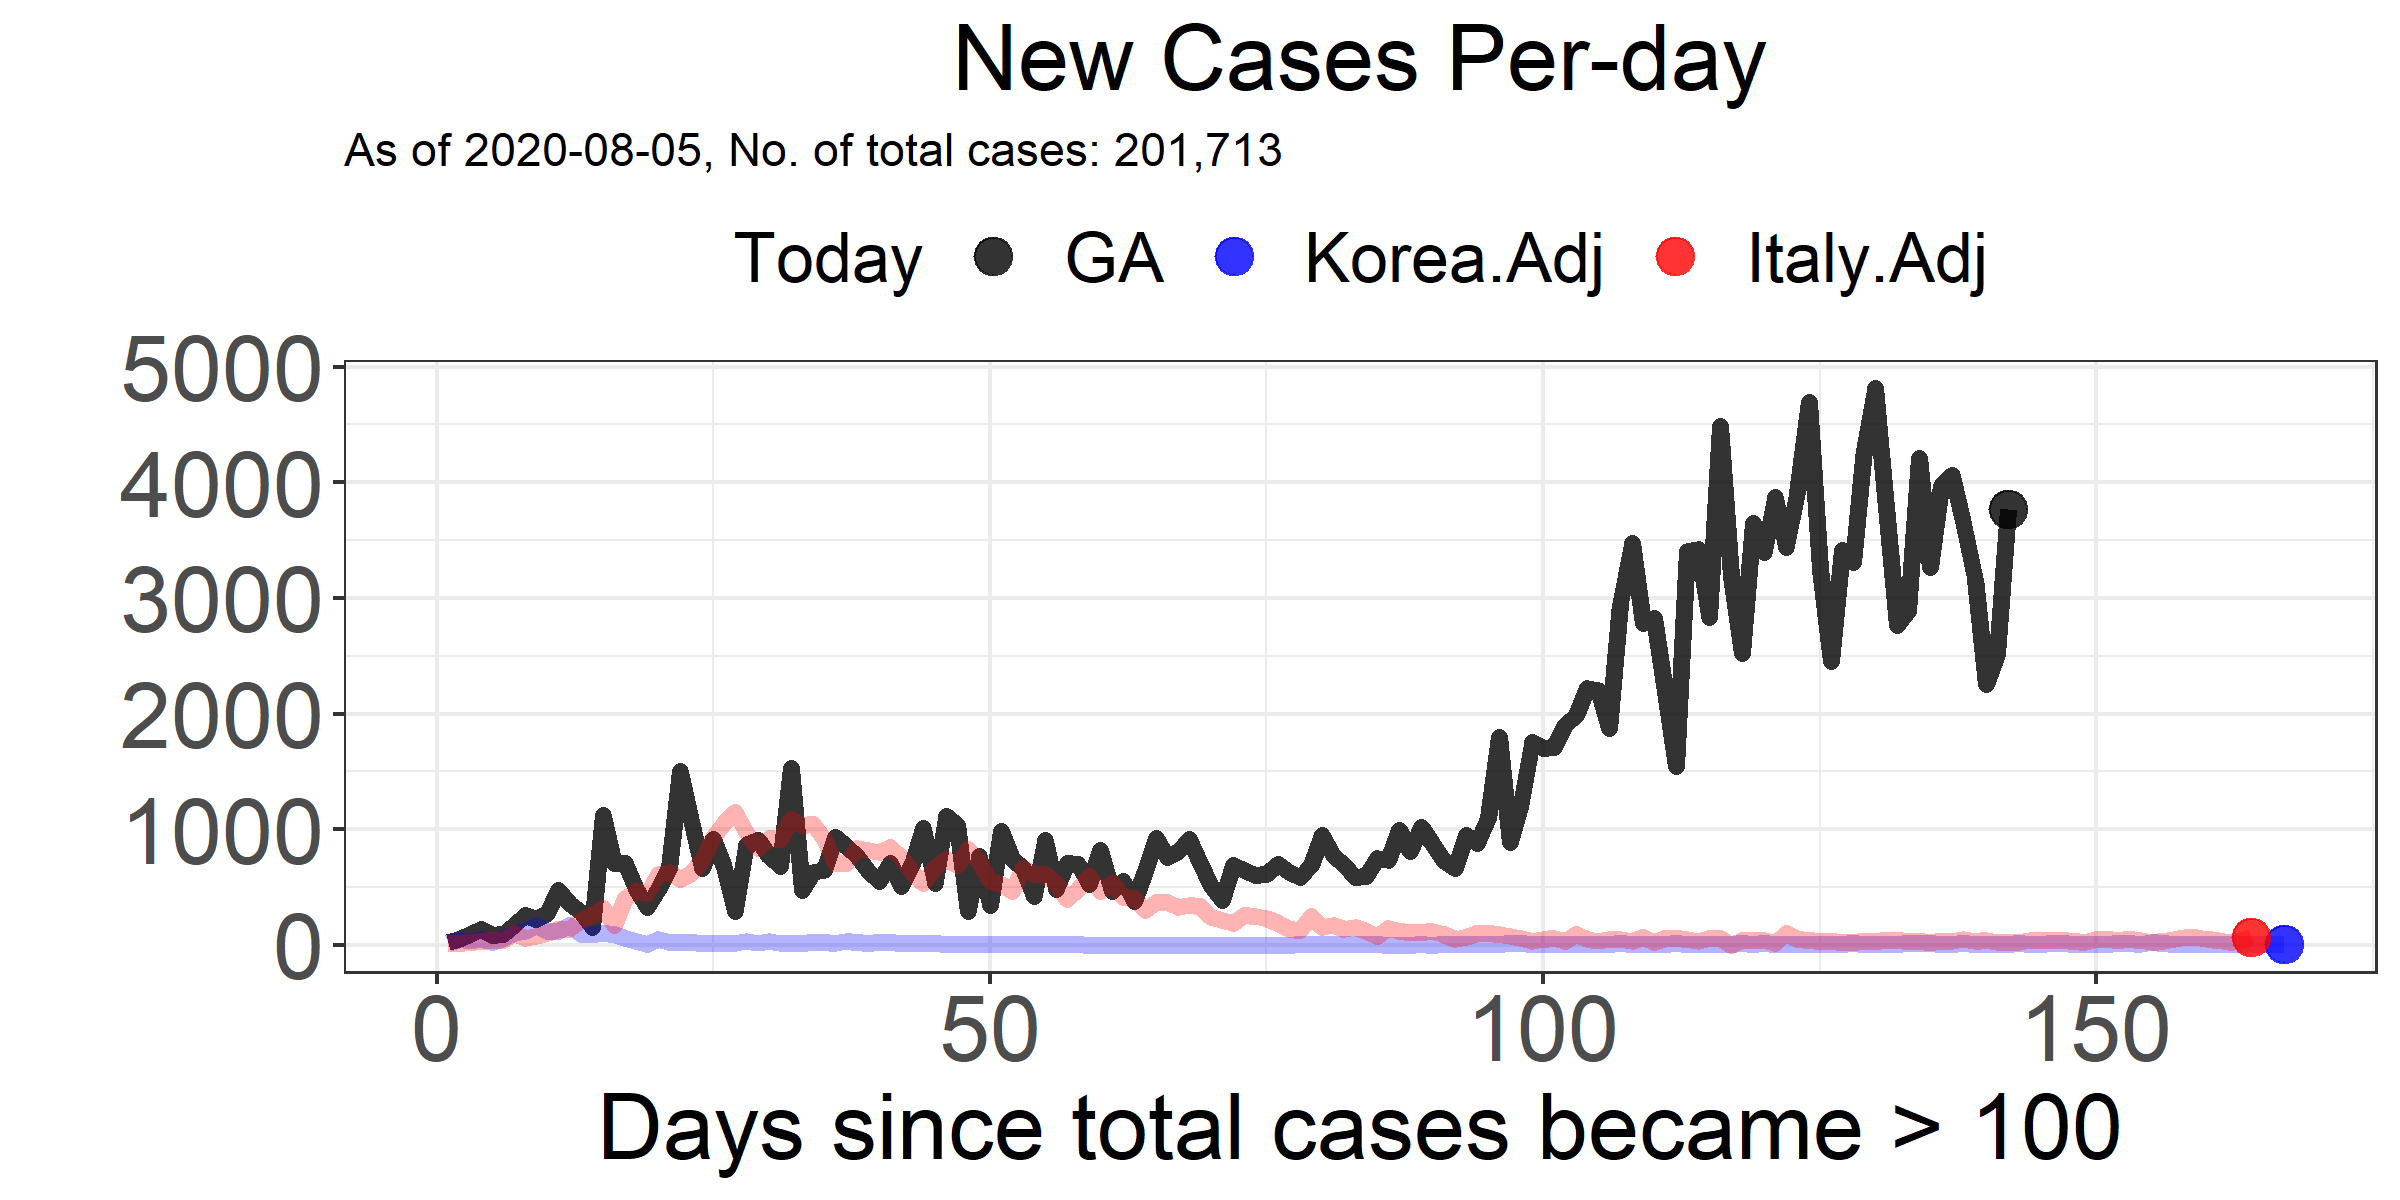 New Cases Per-day
As of 2020-08-05, No. of total cases: 201,713
Today GA Korea.Adj Italy.Adj
5000
4000
3000
2000
1000
0
0 50 100 150
Days since total cases became > 100